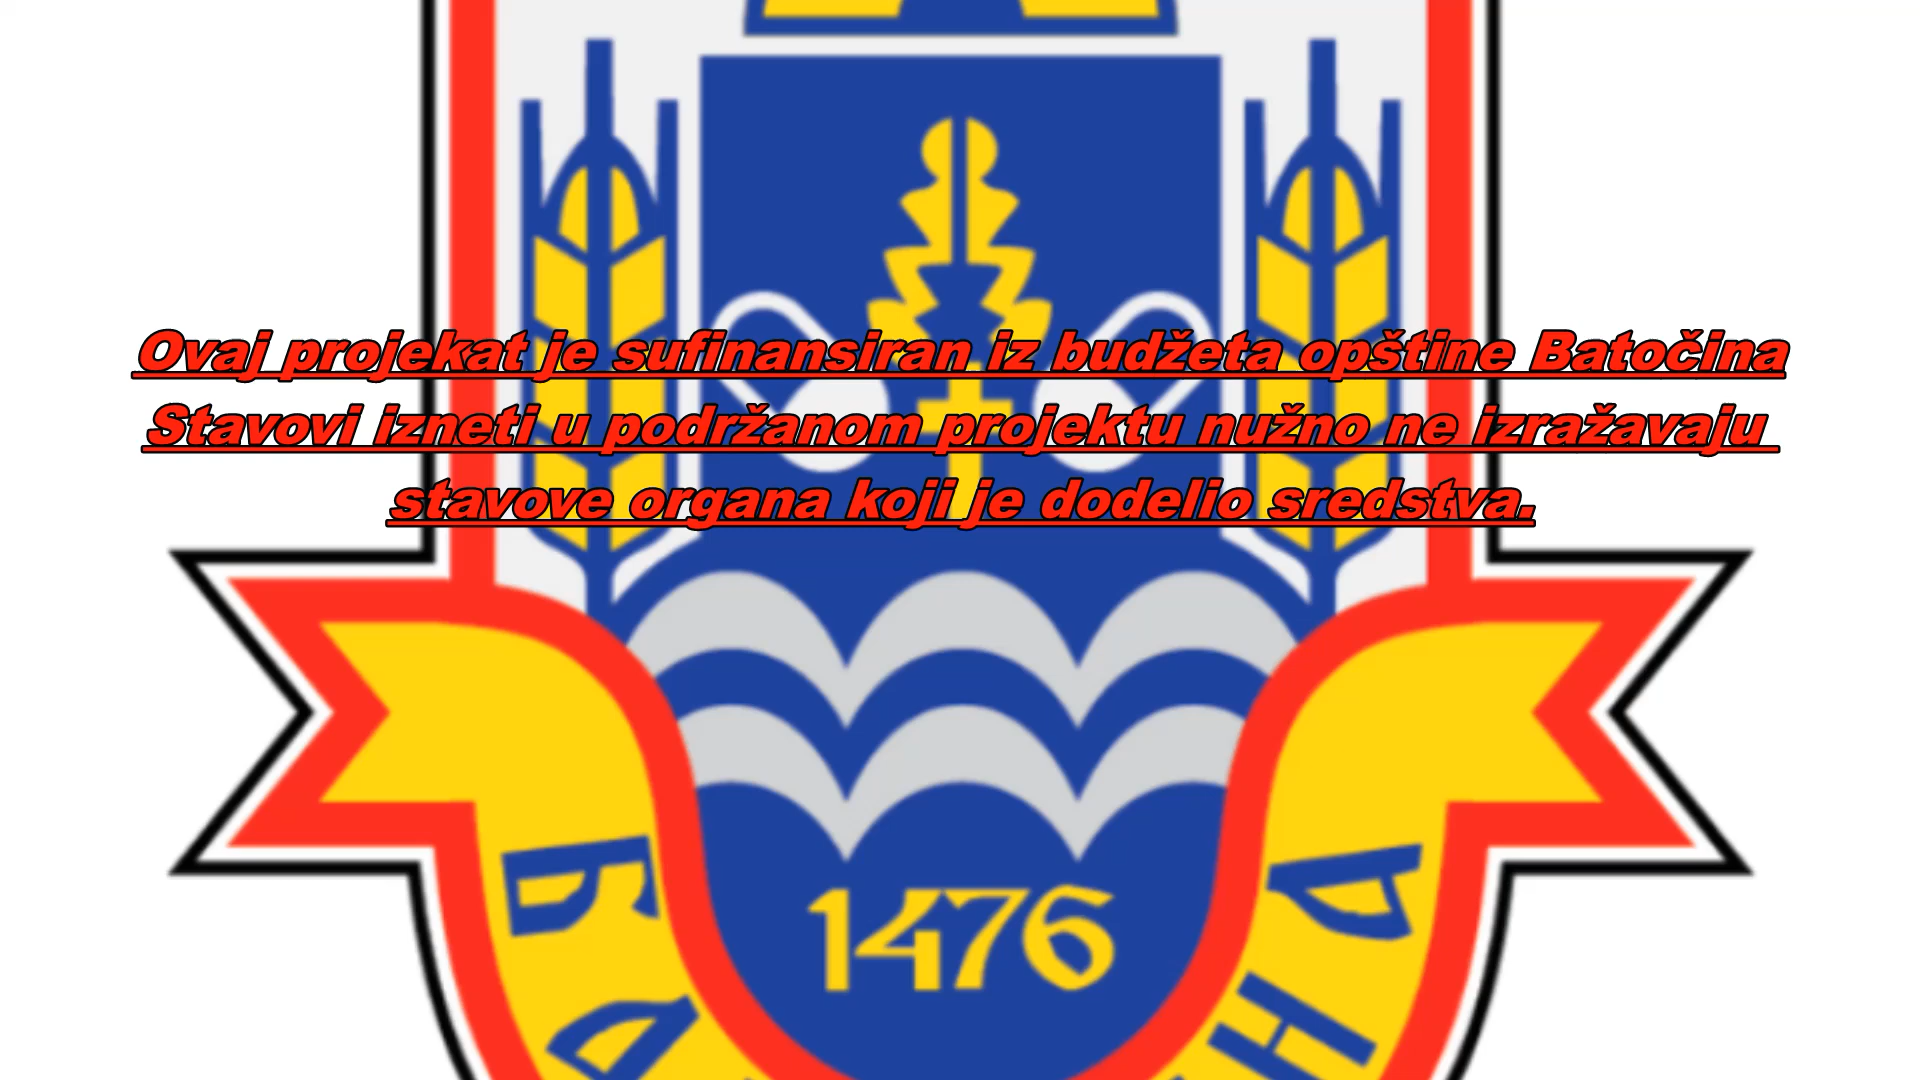 Ovaj projekat je sufinansiran iz budžeta opštine Batočina
Stavovi izneti u podržanom projektu nužno ne izražavaju
stavove organa koji je dodelio sredstva.
1476